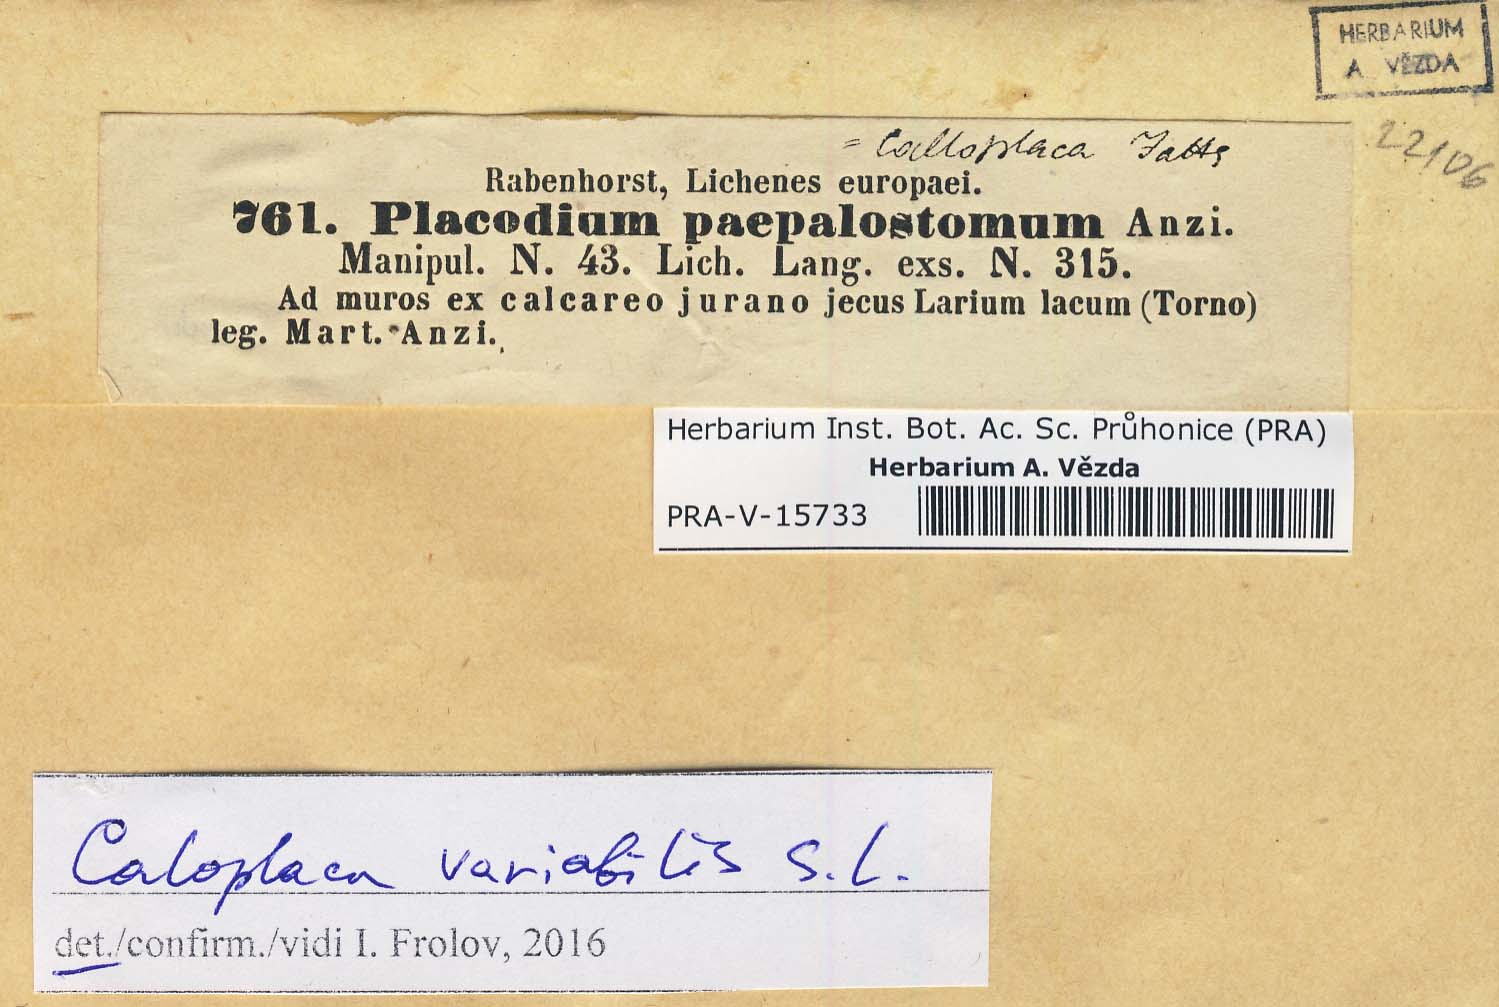 HERBARIUM
A VĚZDA
22106
= Calloplaca
Rabenhorst, Lichenes europaei.
761. Placodium paepalostomum Anzi.
Manipul. N. 43. Lich. Lang. exs. N. 315.
Ad muros ex calcareo jurano jecus Larium lacum (Torno)
leg. Mart. Anzi.
Herbarium Inst. Bot. Ac. Sc. Průhonice (PRA)
Herbarium A. Vězda
PRA-V-15733
Caloplaca variabilis s.l.
det./confirm./vidi I. Frolov, 2016